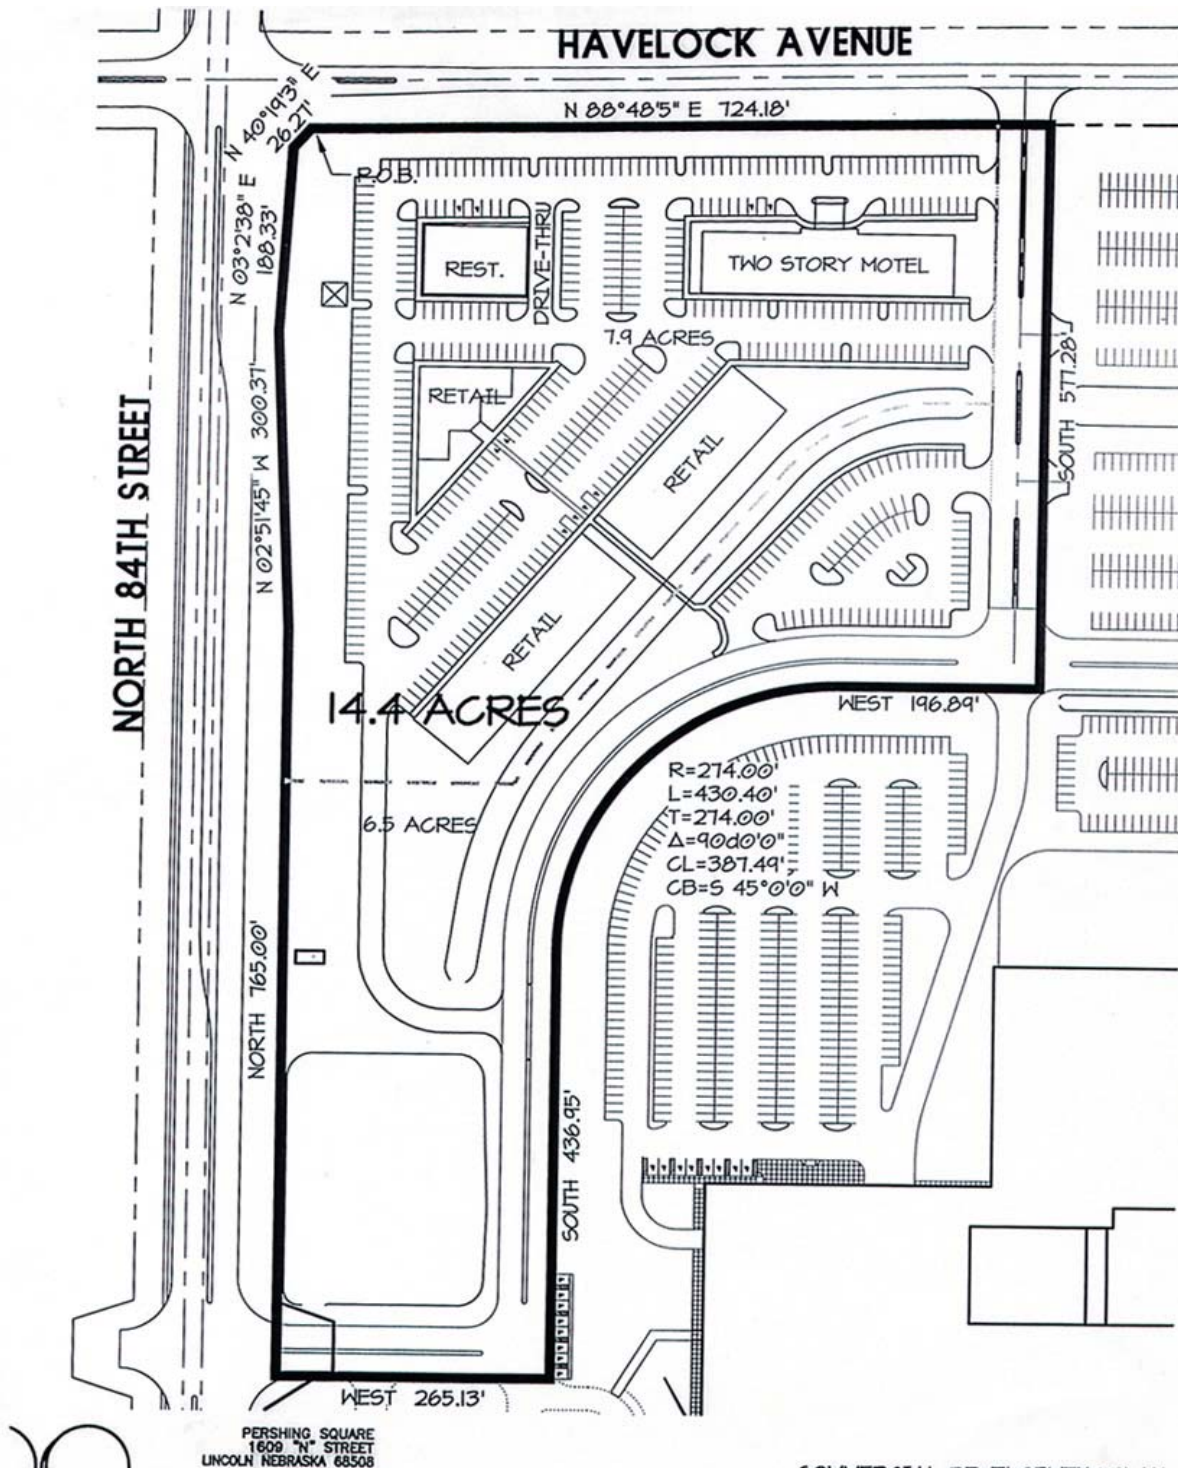 HAVELOCK AVENUE
N 88°48'5" E 724.18'
N 40°19'3" E
26.27'
P.O.B.
N 03°2'38" E
188.33'
REST.
DRIVE-THRU
TWO STORY MOTEL
7.9 ACRES
RETAIL
RETAIL
RETAIL
SOUTH 577.28'
N 02°51'45" W 300.37'
NORTH 84TH STREET
14.4 ACRES
WEST 196.89'
R=274.00'
L=430.40'
T=274.00'
Δ=90d0'0"
CL=387.49'
CB=S 45°0'0" W
6.5 ACRES
NORTH 765.00'
SOUTH 436.95'
WEST 265.13'
PERSHING SQUARE
1609 "N" STREET
LINCOLN NEBRASKA 68508